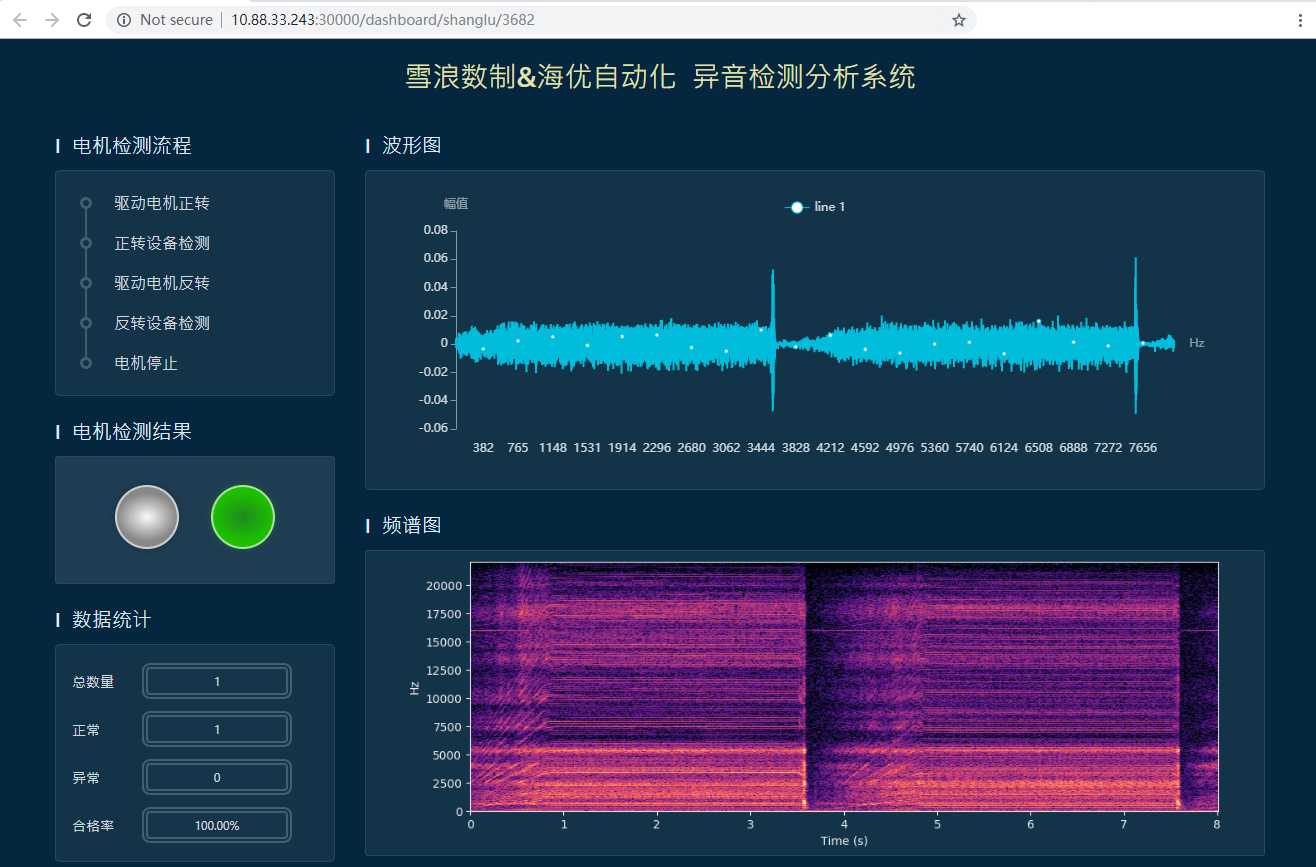 Not secure | 10.88.33.243:30000/dashboard/shanglu/3682
雪浪数制&海优自动化 异音检测分析系统
电机检测流程
驱动电机正转
正转设备检测
驱动电机反转
反转设备检测
电机停止
电机检测结果
数据统计
总数量 1
正常 1
异常 0
合格率 100.00%
波形图
幅值
line 1
0.08
0.06
0.04
0.02
0
-0.02
-0.04
-0.06
Hz
382 765 1148 1531 1914 2296 2680 3062 3444 3828 4212 4592 4976 5360 5740 6124 6508 6888 7272 7656
频谱图
Hz
20000
17500
15000
12500
10000
7500
5000
2500
0
0 1 2 3 4 5 6 7 8
Time (s)